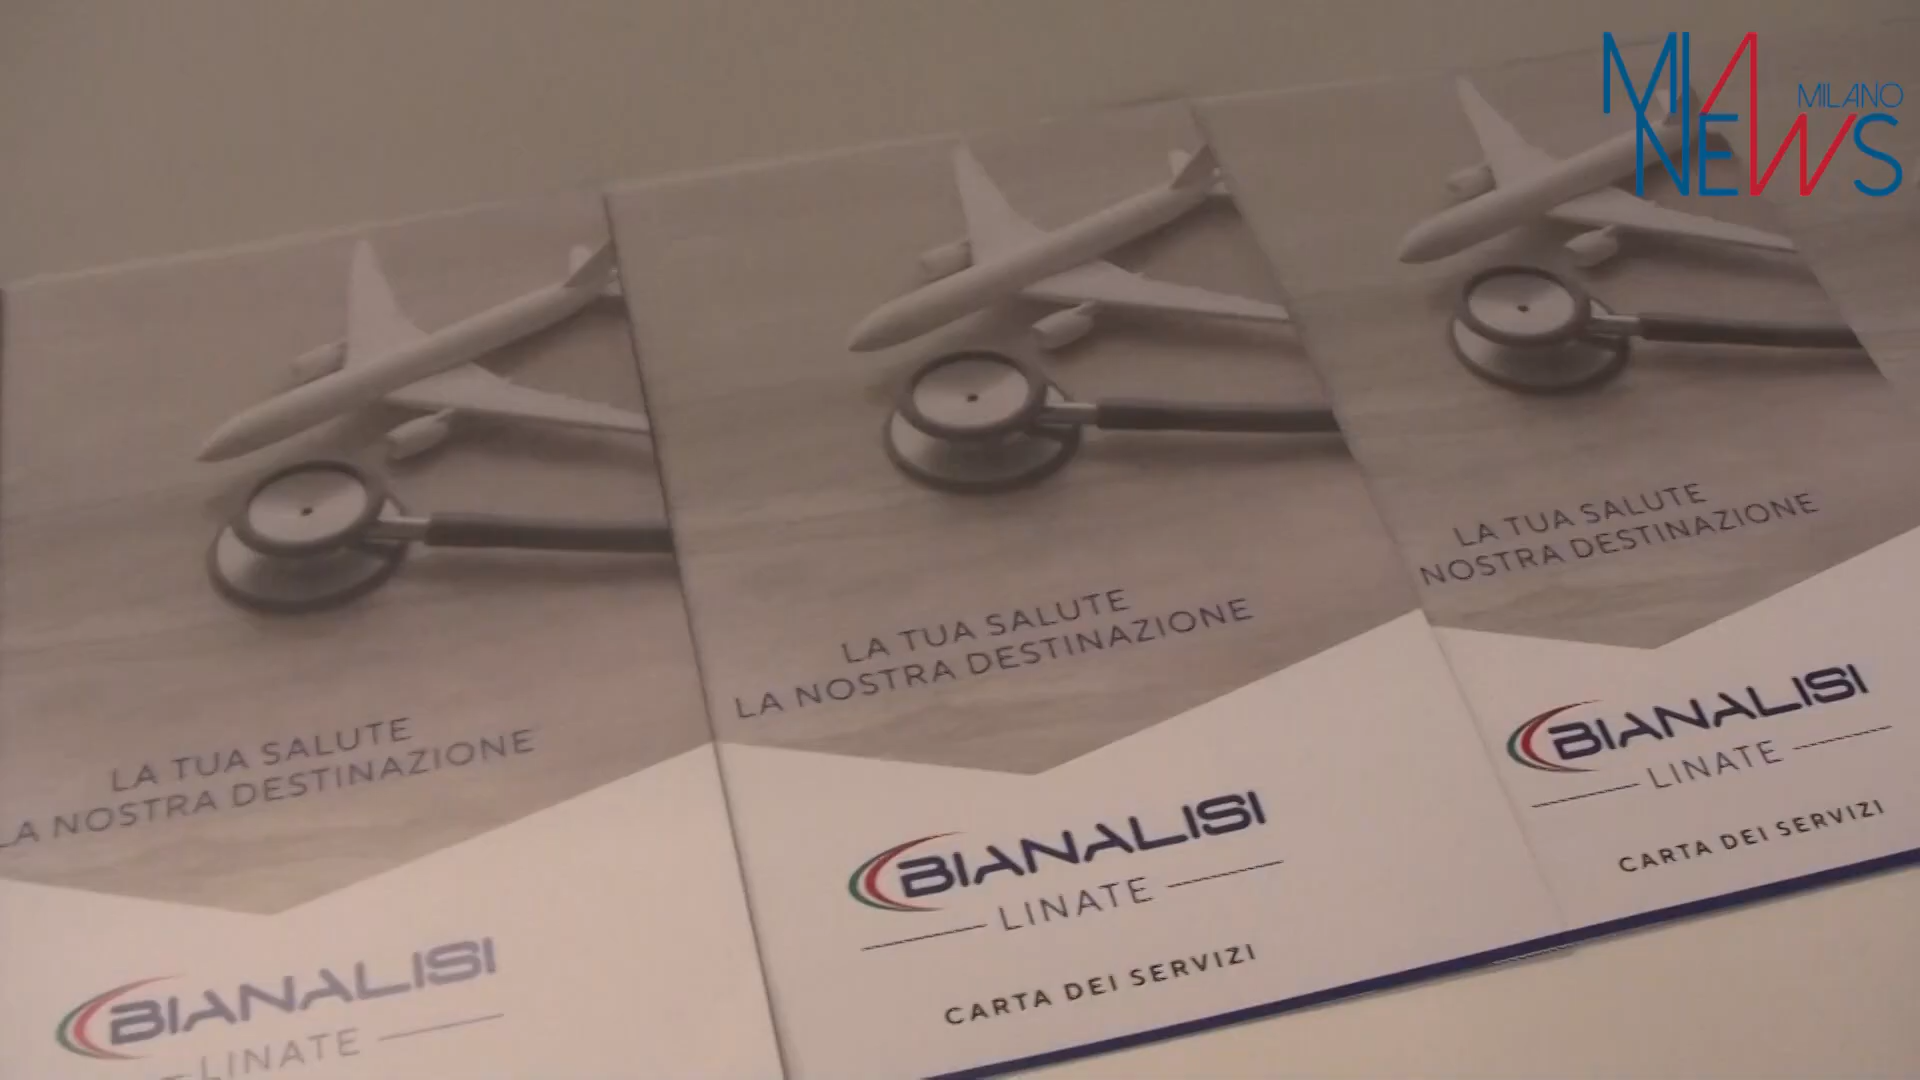 MIA
MILANO
NEWS
LA TUA SALUTE
LA NOSTRA DESTINAZIONE
BIANALISI
LINATE
LA TUA SALUTE
LA NOSTRA DESTINAZIONE
BIANALISI
LINATE
CARTA DEI SERVIZI
LA TUA SALUTE
NOSTRA DESTINAZIONE
BIANALISI
LINATE
CARTA DEI SERVIZI